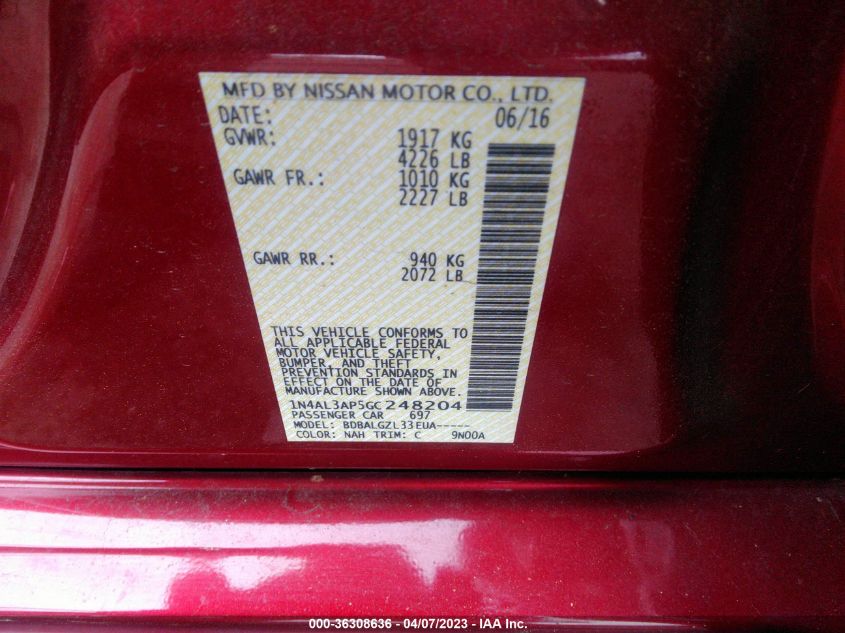 MFD BY NISSAN MOTOR CO., LTD.
DATE: 06/16
GVWR: 1917 KG
4226 LB
GAWR FR.: 1010 KG
2227 LB
GAWR RR.: 940 KG
2072 LB
THIS VEHICLE CONFORMS TO
ALL APPLICABLE FEDERAL
MOTOR VEHICLE SAFETY,
BUMPER, AND THEFT
PREVENTION STANDARDS IN
EFFECT ON THE DATE OF
MANUFACTURE SHOWN ABOVE.
1N4AL3AP5GC248204
PASSENGER CAR 697
MODEL: BDBALGZL33EUA-----
COLOR: NAH TRIM: C 9N00A
000-36308636 - 04/07/2023 - IAA Inc.